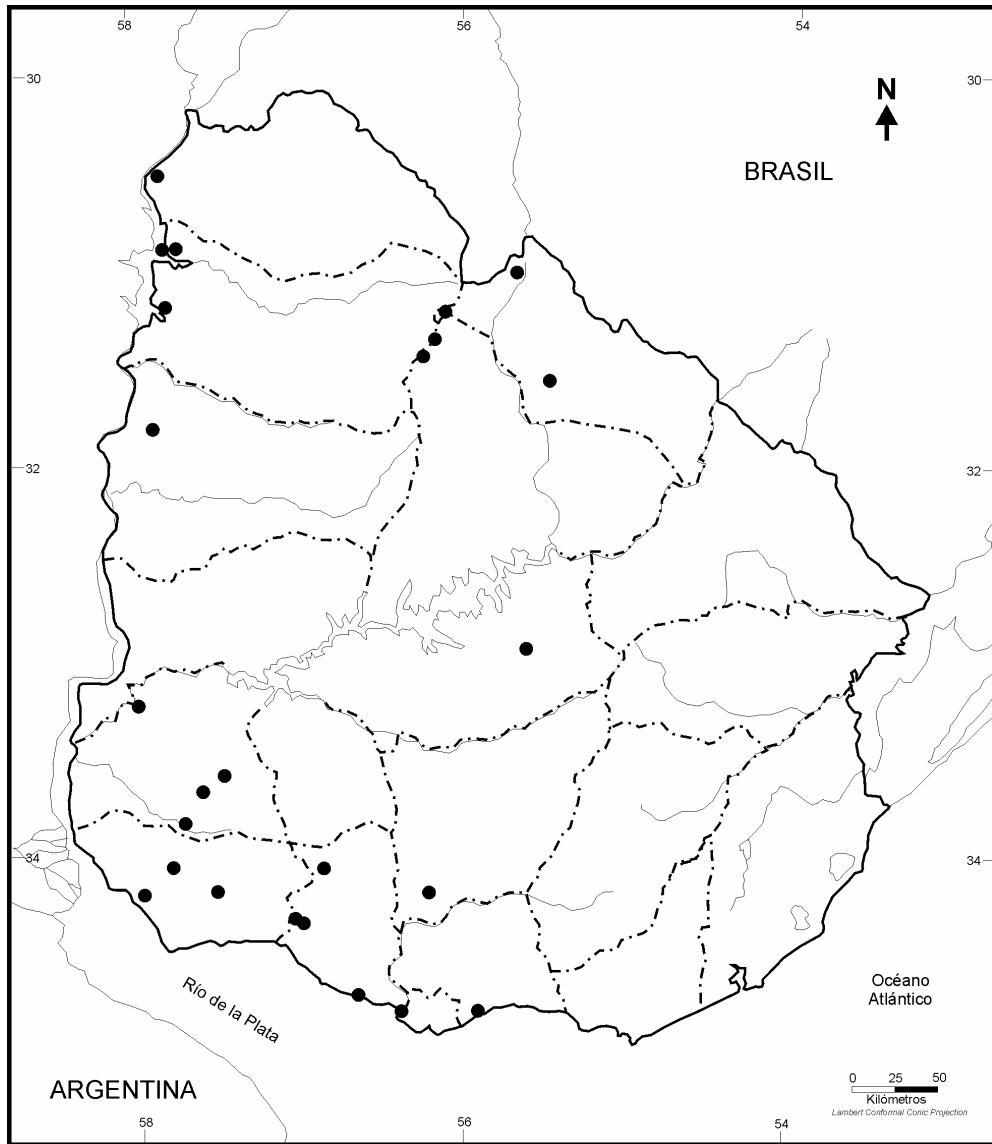 58 56 54
30 30
N
BRASIL
32 32
34 34
Océano
Atlántico
Río de la Plata
ARGENTINA
0 25 50
Kilómetros
Lambert Conformal Conic Projection
58 56 54